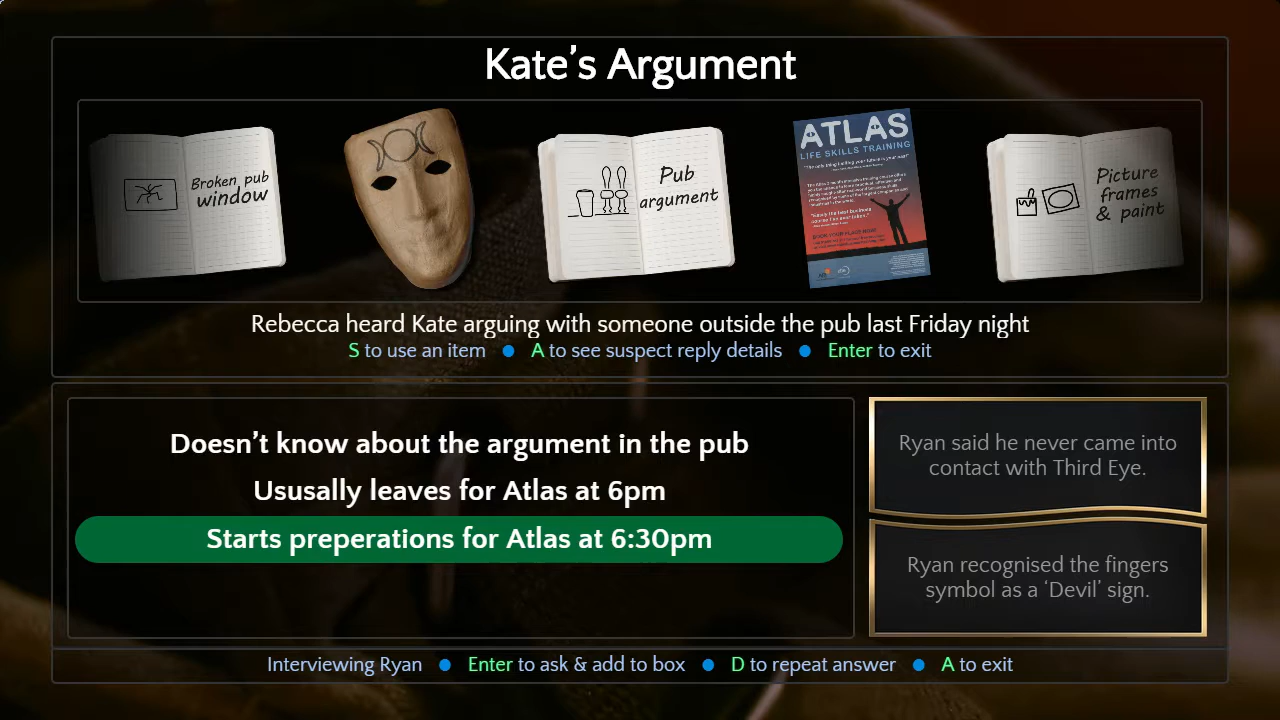 Kate's Argument
Broken pub
window
Pub
argument
ATLAS
LIFE SKILLS TRAINING
Picture
frames
& paint
Rebecca heard Kate arguing with someone outside the pub last Friday night
S to use an item ● A to see suspect reply details ● Enter to exit
Doesn't know about the argument in the pub
Ususally leaves for Atlas at 6pm
Starts preperations for Atlas at 6:30pm
Ryan said he never came into
contact with Third Eye.
Ryan recognised the fingers
symbol as a 'Devil' sign.
Interviewing Ryan ● Enter to ask & add to box ● D to repeat answer ● A to exit